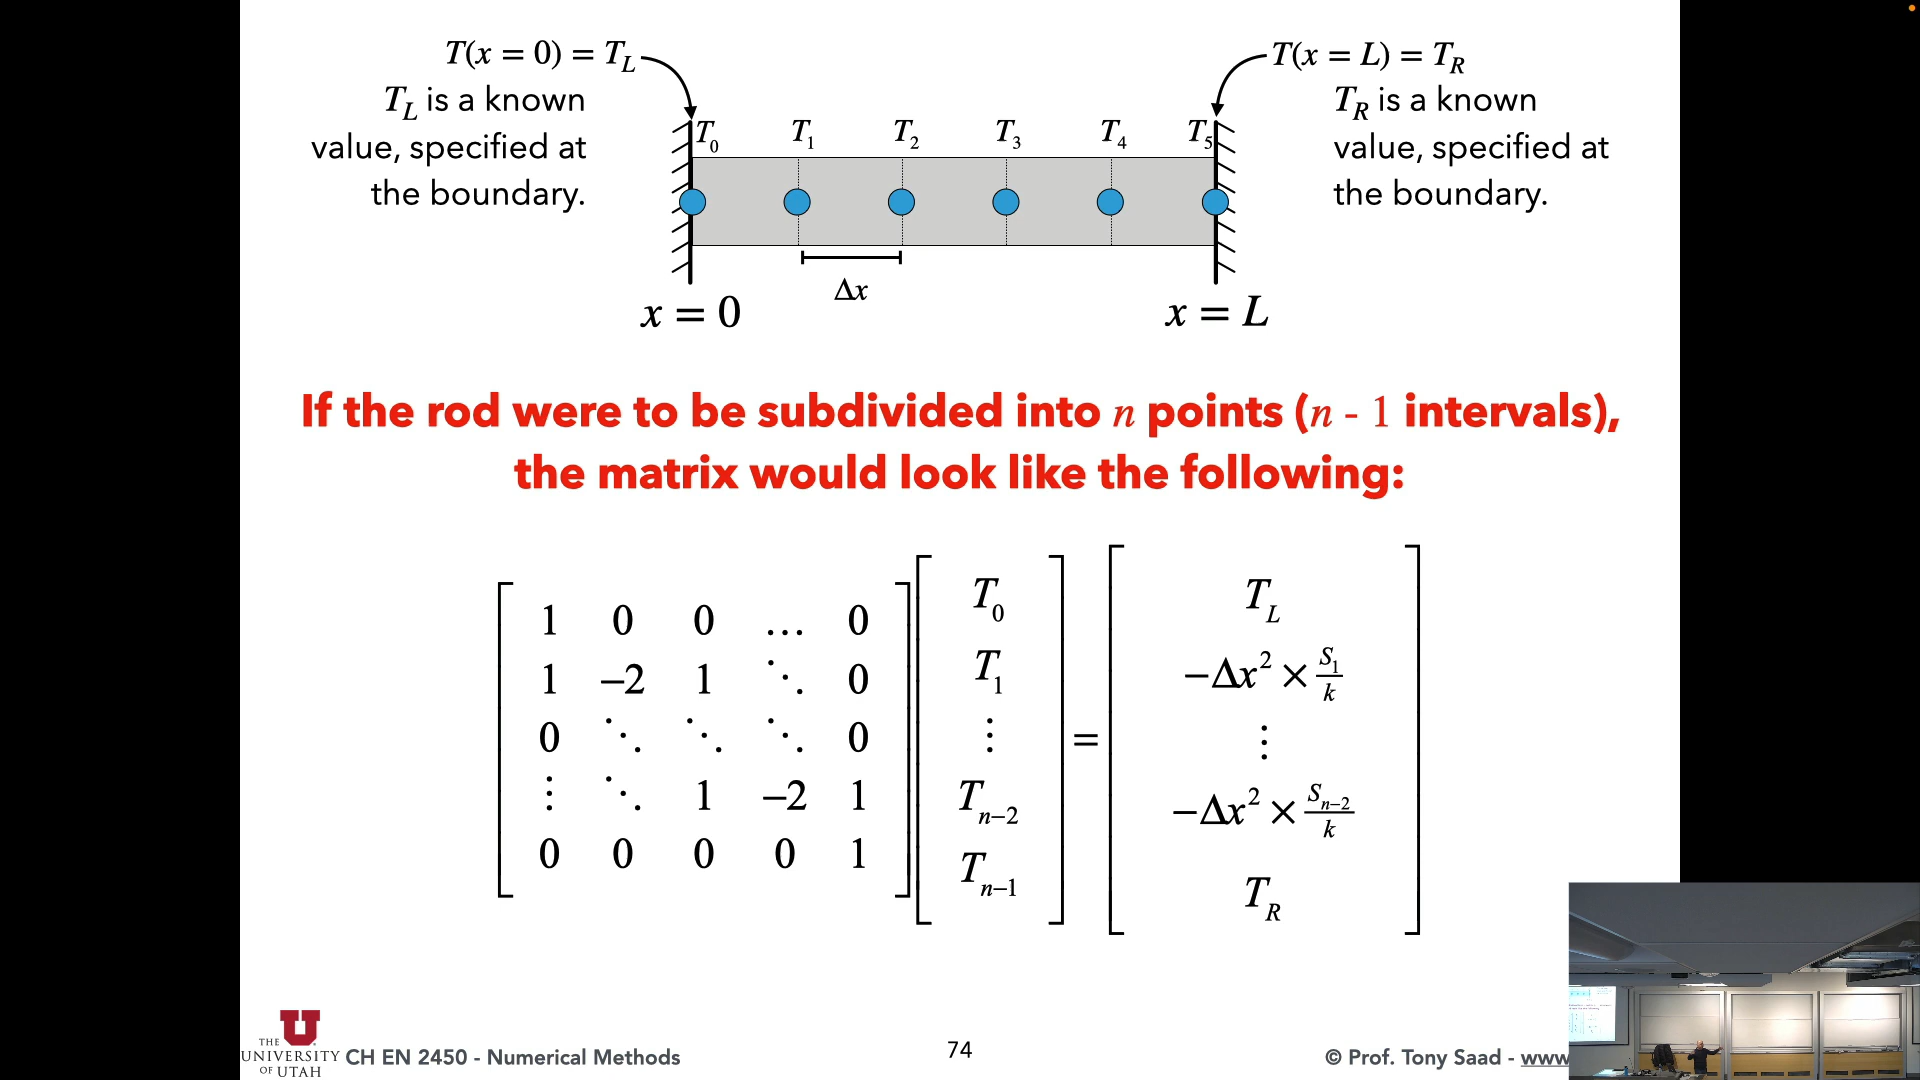 T(x = 0) = T_L
T_L is a known
value, specified at
the boundary.
T(x = L) = T_R
T_R is a known
value, specified at
the boundary.
T_0 T_1 T_2 T_3 T_4 T_5
Δx
x = 0
x = L
If the rod were to be subdivided into n points (n - 1 intervals),
the matrix would look like the following:
1 0 0 … 0
1 −2 1 ⋱ 0
0 ⋱ ⋱ ⋱ 0
⋮ ⋱ 1 −2 1
0 0 0 0 1
T_0
T_1
⋮
T_{n−2}
T_{n−1}
=
T_L
−Δx² × S_1/k
⋮
−Δx² × S_{n−2}/k
T_R
THE
UNIVERSITY
OF UTAH
CH EN 2450 - Numerical Methods
74
© Prof. Tony Saad - www